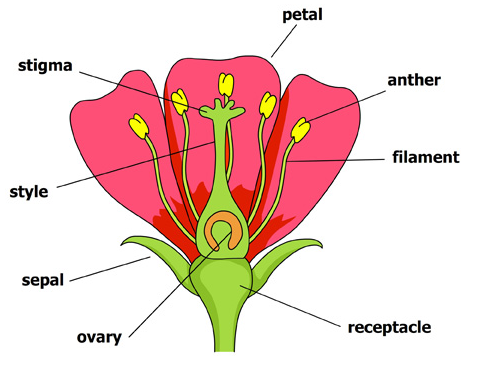 petal
stigma
anther
filament
style
sepal
ovary
receptacle